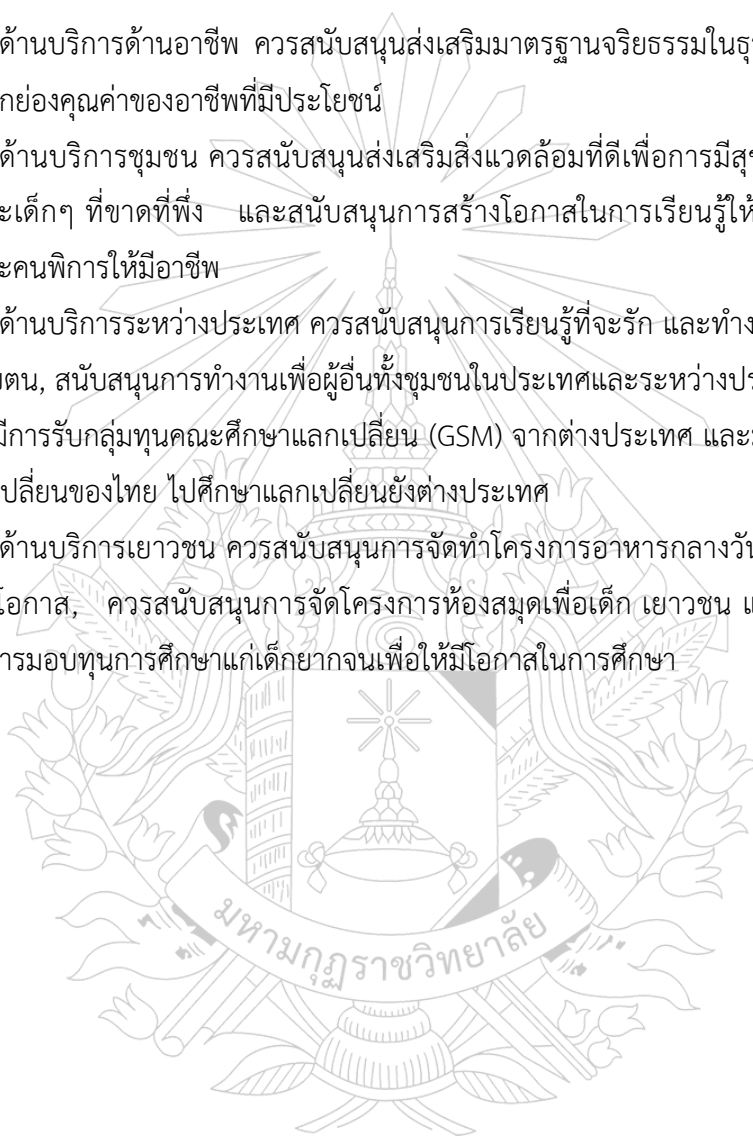 ด้านบริการด้านอาชีพ ควรสนับสนุนส่งเสริมมาตรฐานจริยธรรมในธุ
กย่องคุณค่าของอาชีพที่มีประโยชน์
ด้านบริการชุมชน ควรสนับสนุนส่งเสริมสิ่งแวดล้อมที่ดีเพื่อการมีสุข
ะเด็กๆ ที่ขาดที่พึ่ง และสนับสนุนการสร้างโอกาสในการเรียนรู้ให้
ะคนพิการให้มีอาชีพ
ด้านบริการระหว่างประเทศ ควรสนับสนุนการเรียนรู้ที่จะรัก และทำง
งตน, สนับสนุนการทำงานเพื่อผู้อื่นทั้งชุมชนในประเทศและระหว่างปร
มีการรับกลุ่มทุนคณะศึกษาแลกเปลี่ยน (GSM) จากต่างประเทศ และ
เปลี่ยนของไทย ไปศึกษาแลกเปลี่ยนยังต่างประเทศ
ด้านบริการเยาวชน ควรสนับสนุนการจัดทำโครงการอาหารกลางวัน
โอกาส, ควรสนับสนุนการจัดโครงการห้องสมุดเพื่อเด็ก เยาวชน แ
ารมอบทุนการศึกษาแก่เด็กยากจนเพื่อให้มีโอกาสในการศึกษา
มหามกุฏราชวิทยาลัย